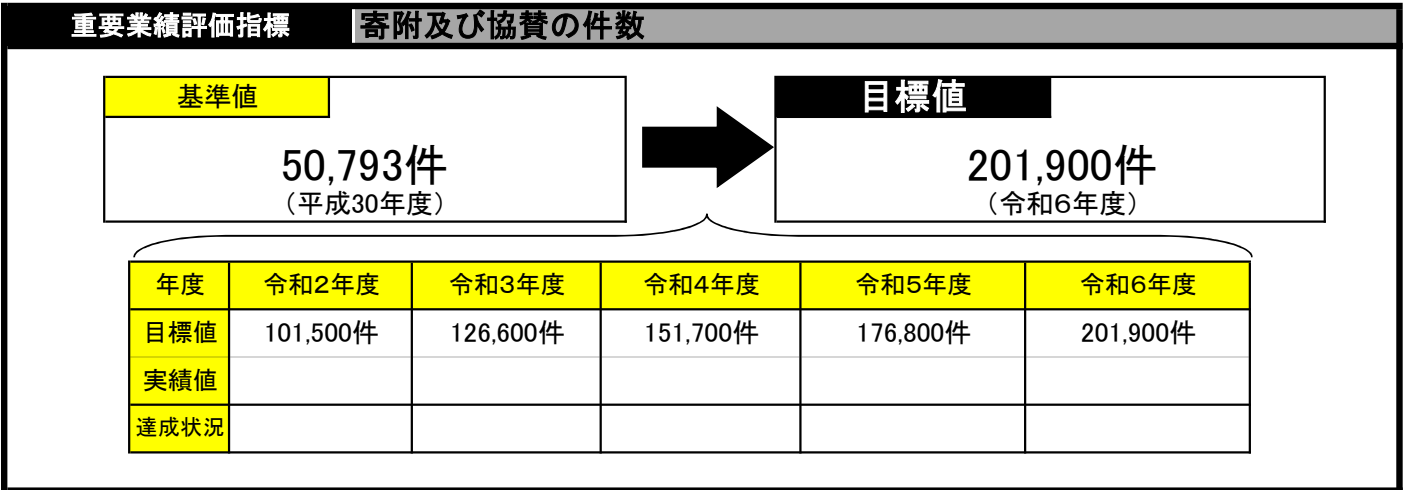 重要業績評価指標 寄附及び協賛の件数
基準値
50,793件
（平成30年度）
目標値
201,900件
（令和6年度）
年度 令和2年度 令和3年度 令和4年度 令和5年度 令和6年度
目標値 101,500件 126,600件 151,700件 176,800件 201,900件
実績値
達成状況